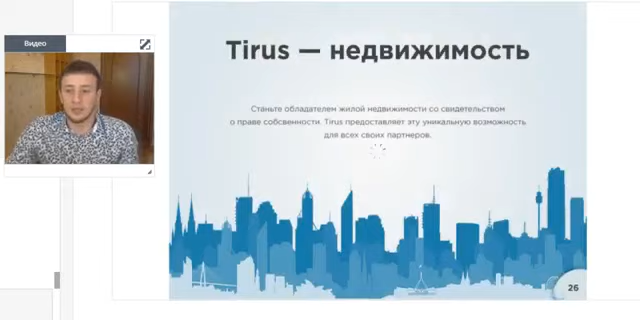 Видео
Tirus — недвижимость
Станьте обладателем жилой недвижимости со свидетельством
о праве собсвенности. Tirus предоставляет эту уникальную возможность
для всех своих партнеров.
26